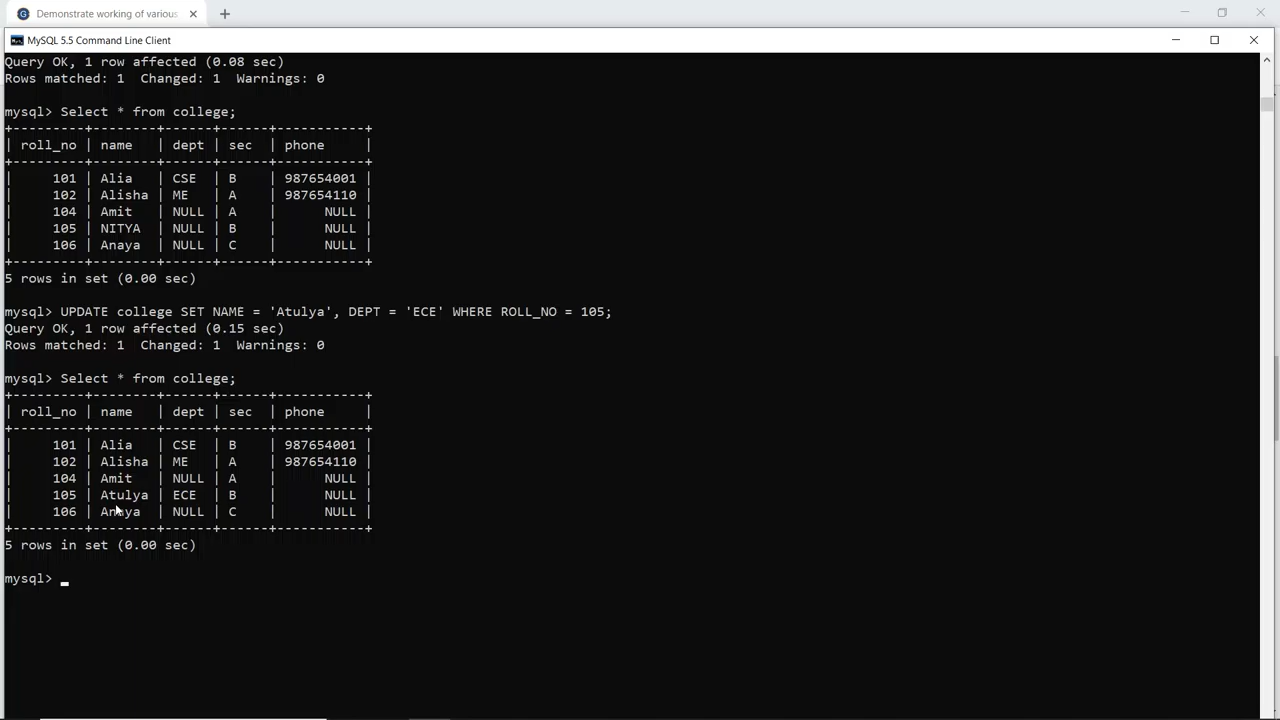 Demonstrate working of various
MySQL 5.5 Command Line Client
Query OK, 1 row affected (0.08 sec)
Rows matched: 1  Changed: 1  Warnings: 0
mysql> Select * from college;
+---------+--------+------+------+-----------+
| roll_no | name   | dept | sec  | phone     |
+---------+--------+------+------+-----------+
|     101 | Alia   | CSE  | B    | 987654001 |
|     102 | Alisha | ME   | A    | 987654110 |
|     104 | Amit   | NULL | A    |      NULL |
|     105 | NITYA  | NULL | B    |      NULL |
|     106 | Anaya  | NULL | C    |      NULL |
+---------+--------+------+------+-----------+
5 rows in set (0.00 sec)
mysql> UPDATE college SET NAME = 'Atulya', DEPT = 'ECE' WHERE ROLL_NO = 105;
Query OK, 1 row affected (0.15 sec)
Rows matched: 1  Changed: 1  Warnings: 0
mysql> Select * from college;
+---------+--------+------+------+-----------+
| roll_no | name   | dept | sec  | phone     |
+---------+--------+------+------+-----------+
|     101 | Alia   | CSE  | B    | 987654001 |
|     102 | Alisha | ME   | A    | 987654110 |
|     104 | Amit   | NULL | A    |      NULL |
|     105 | Atulya | ECE  | B    |      NULL |
|     106 | Anaya  | NULL | C    |      NULL |
+---------+--------+------+------+-----------+
5 rows in set (0.00 sec)
mysql> _